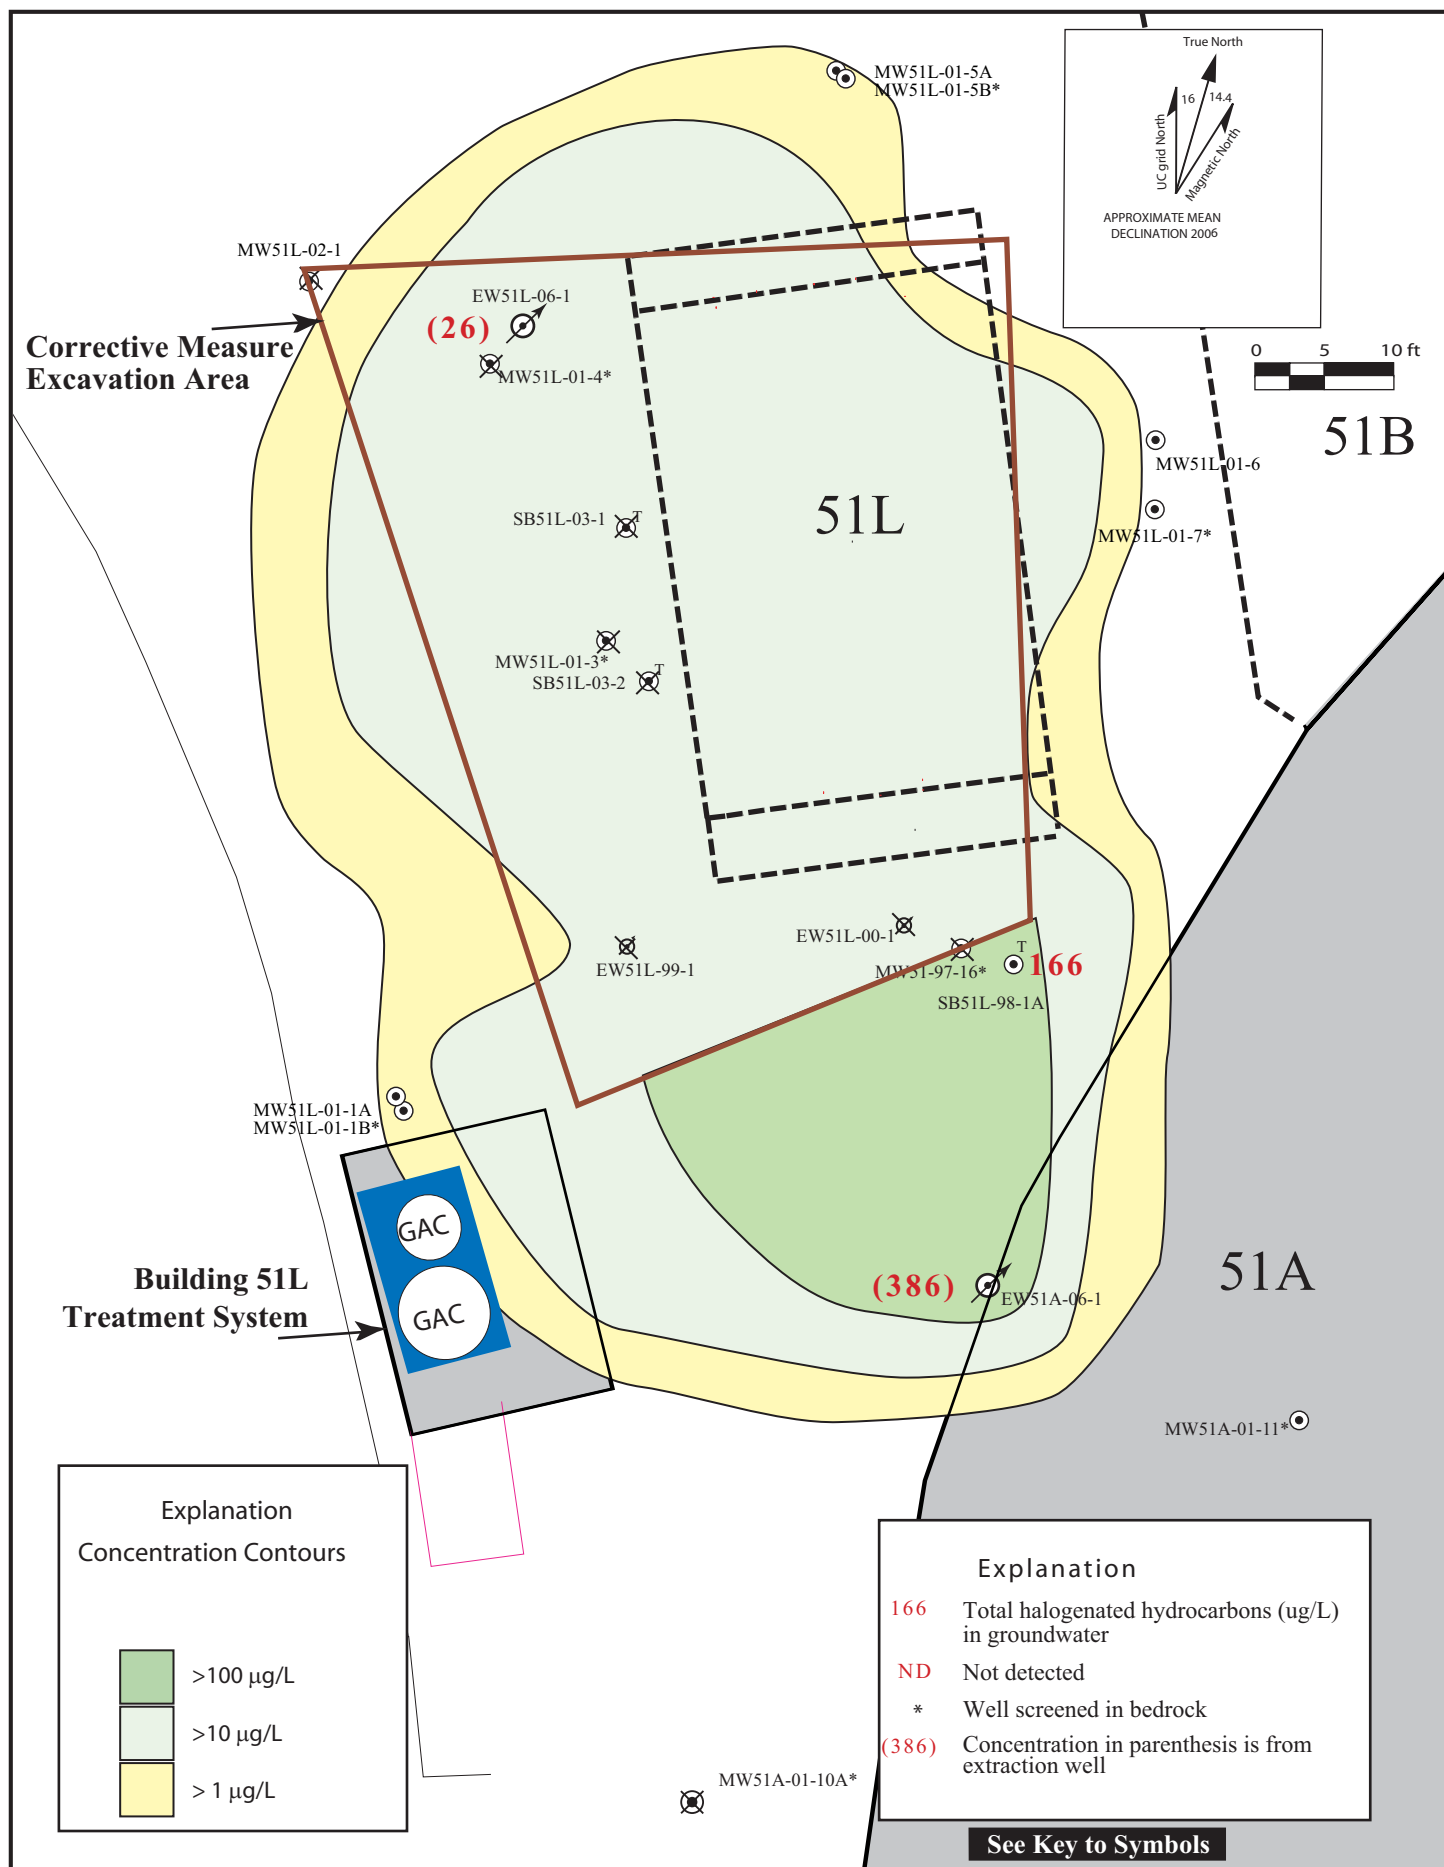 True North
16
14.4
UC grid North
Magnetic North
APPROXIMATE MEAN
DECLINATION 2006
MW51L-01-5A
MW51L-01-5B*
MW51L-02-1
EW51L-06-1
(26)
MW51L-01-4*
Corrective Measure
Excavation Area
0 5 10 ft
51B
MW51L-01-6
MW51L-01-7*
51L
SB51L-03-1
T
MW51L-01-3*
SB51L-03-2
T
EW51L-00-1
EW51L-99-1
MW51-97-16*
T
166
SB51L-98-1A
MW51L-01-1A
MW51L-01-1B*
GAC
GAC
Building 51L
Treatment System
(386)
EW51A-06-1
51A
MW51A-01-11*
Explanation
Concentration Contours
>100 µg/L
>10 µg/L
> 1 µg/L
MW51A-01-10A*
Explanation
166 Total halogenated hydrocarbons (ug/L)
in groundwater
ND Not detected
* Well screened in bedrock
(386) Concentration in parenthesis is from
extraction well
See Key to Symbols